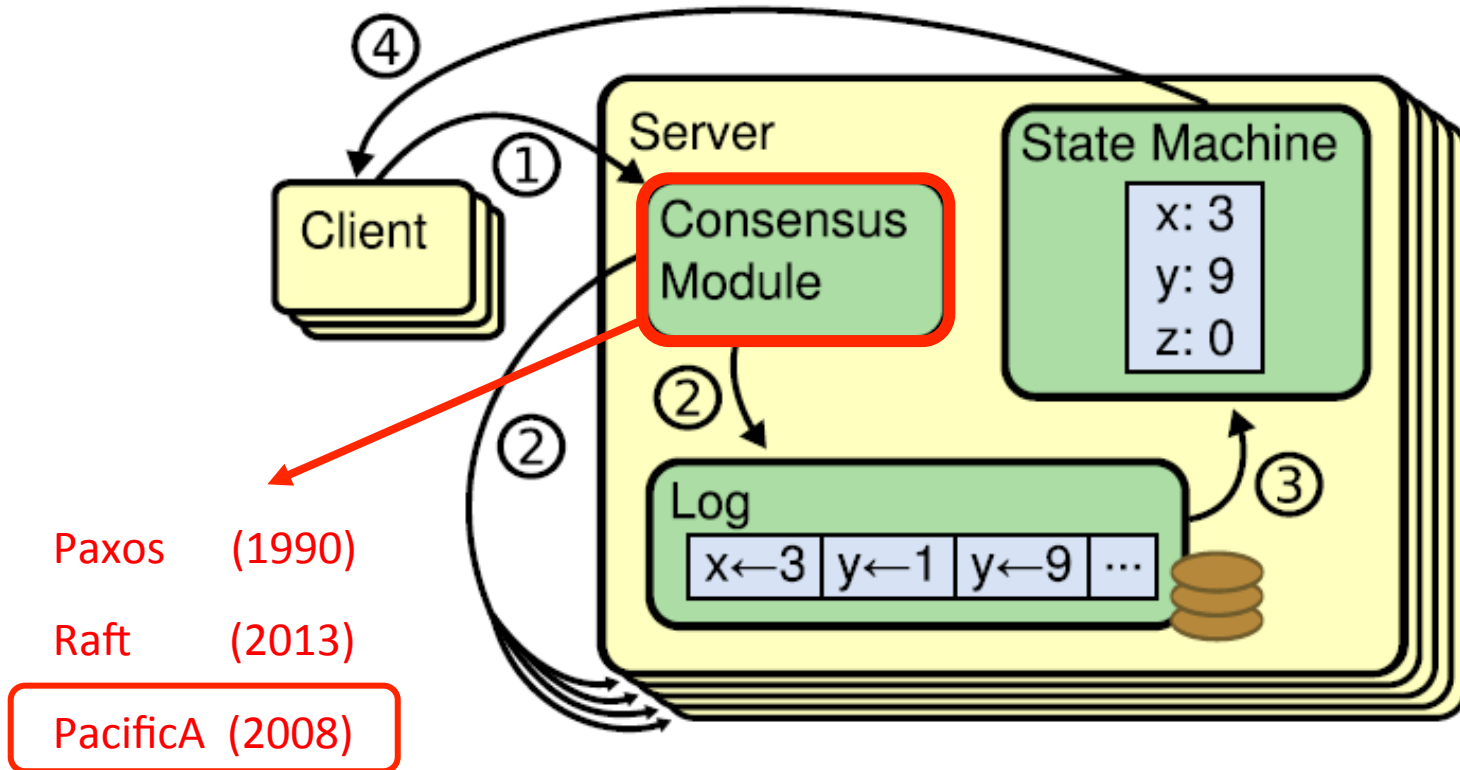 ④
①
Server
State Machine
Client
Consensus
Module
x: 3
y: 9
z: 0
②
②
③
Log
x←3 y←1 y←9 ...
Paxos (1990)
Raft (2013)
PacificA (2008)